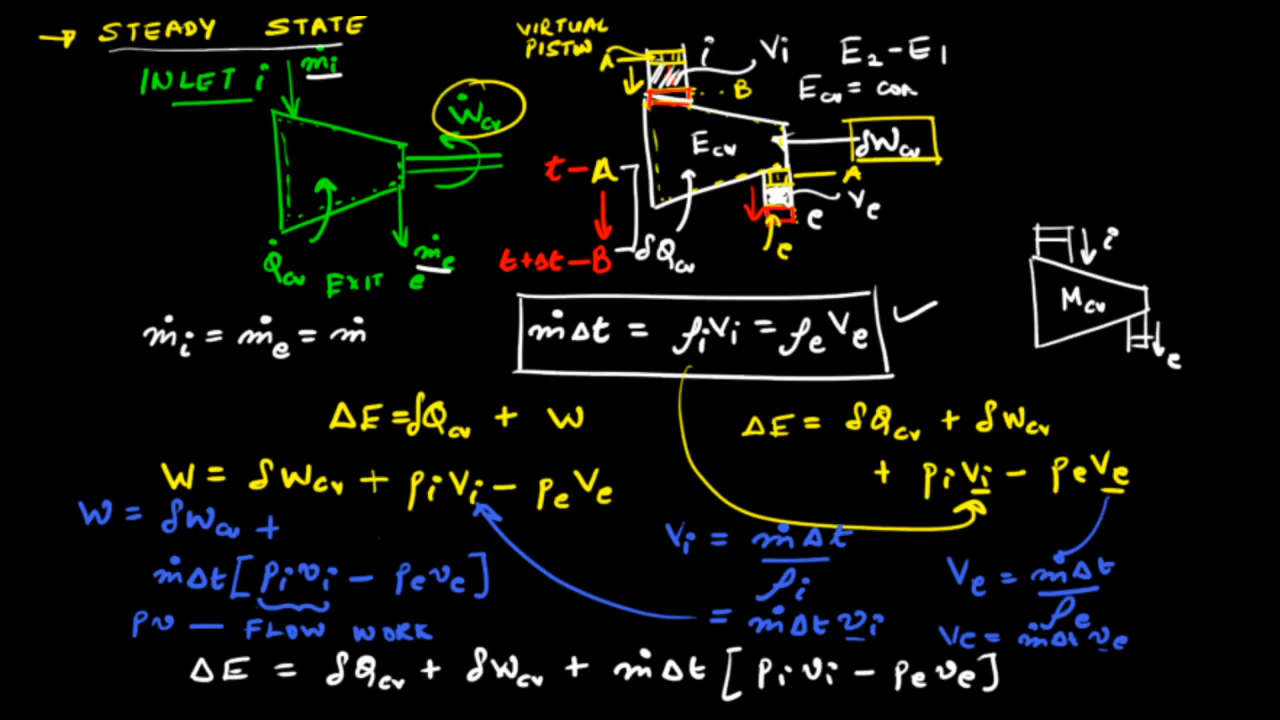 → STEADY STATE
INLET i ṁi
Ẇcv
Q̇cv EXIT e ṁe
ṁi = ṁe = ṁ
VIRTUAL
PISTON
A i Vi
B
E2 - E1
Ecv = con
Ecv δWcv
t - A
A
Ve
e
e
t+Δt - B δQcv
i
Mcv
e
ṁΔt = ρiVi = ρeVe ✓
ΔE = δQcv + W
W = δWcv + piVi - peVe
ΔE = δQcv + δWcv
+ piVi - peVe
W = δWcv +
ṁΔt [pivi - peve]
pv - FLOW WORK
Vi = ṁΔt / ρi
= ṁΔt vi
Ve = ṁΔt / ρe
Ve = ṁΔt ve
ΔE = δQcv + δWcv + ṁΔt [pivi - peve]